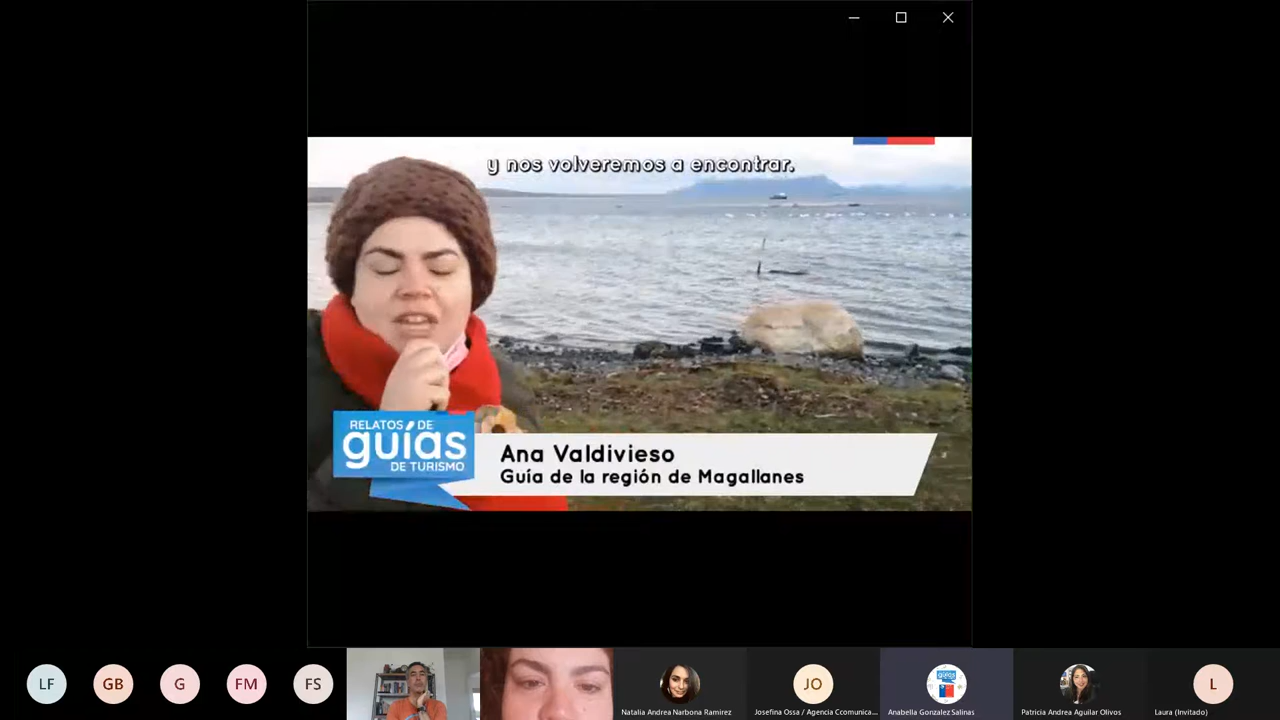 y nos volveremos a encontrar.
RELATOS DE
guías
DE TURISMO
Ana Valdivieso
Guía de la región de Magallanes
LF
GB
G
FM
FS
JO
L
Natalia Andrea Narbona Ramirez
Josefina Ossa / Agencia Ccomunica...
Anabella Gonzalez Salinas
Patricia Andrea Aguilar Olivos
Laura (Invitado)